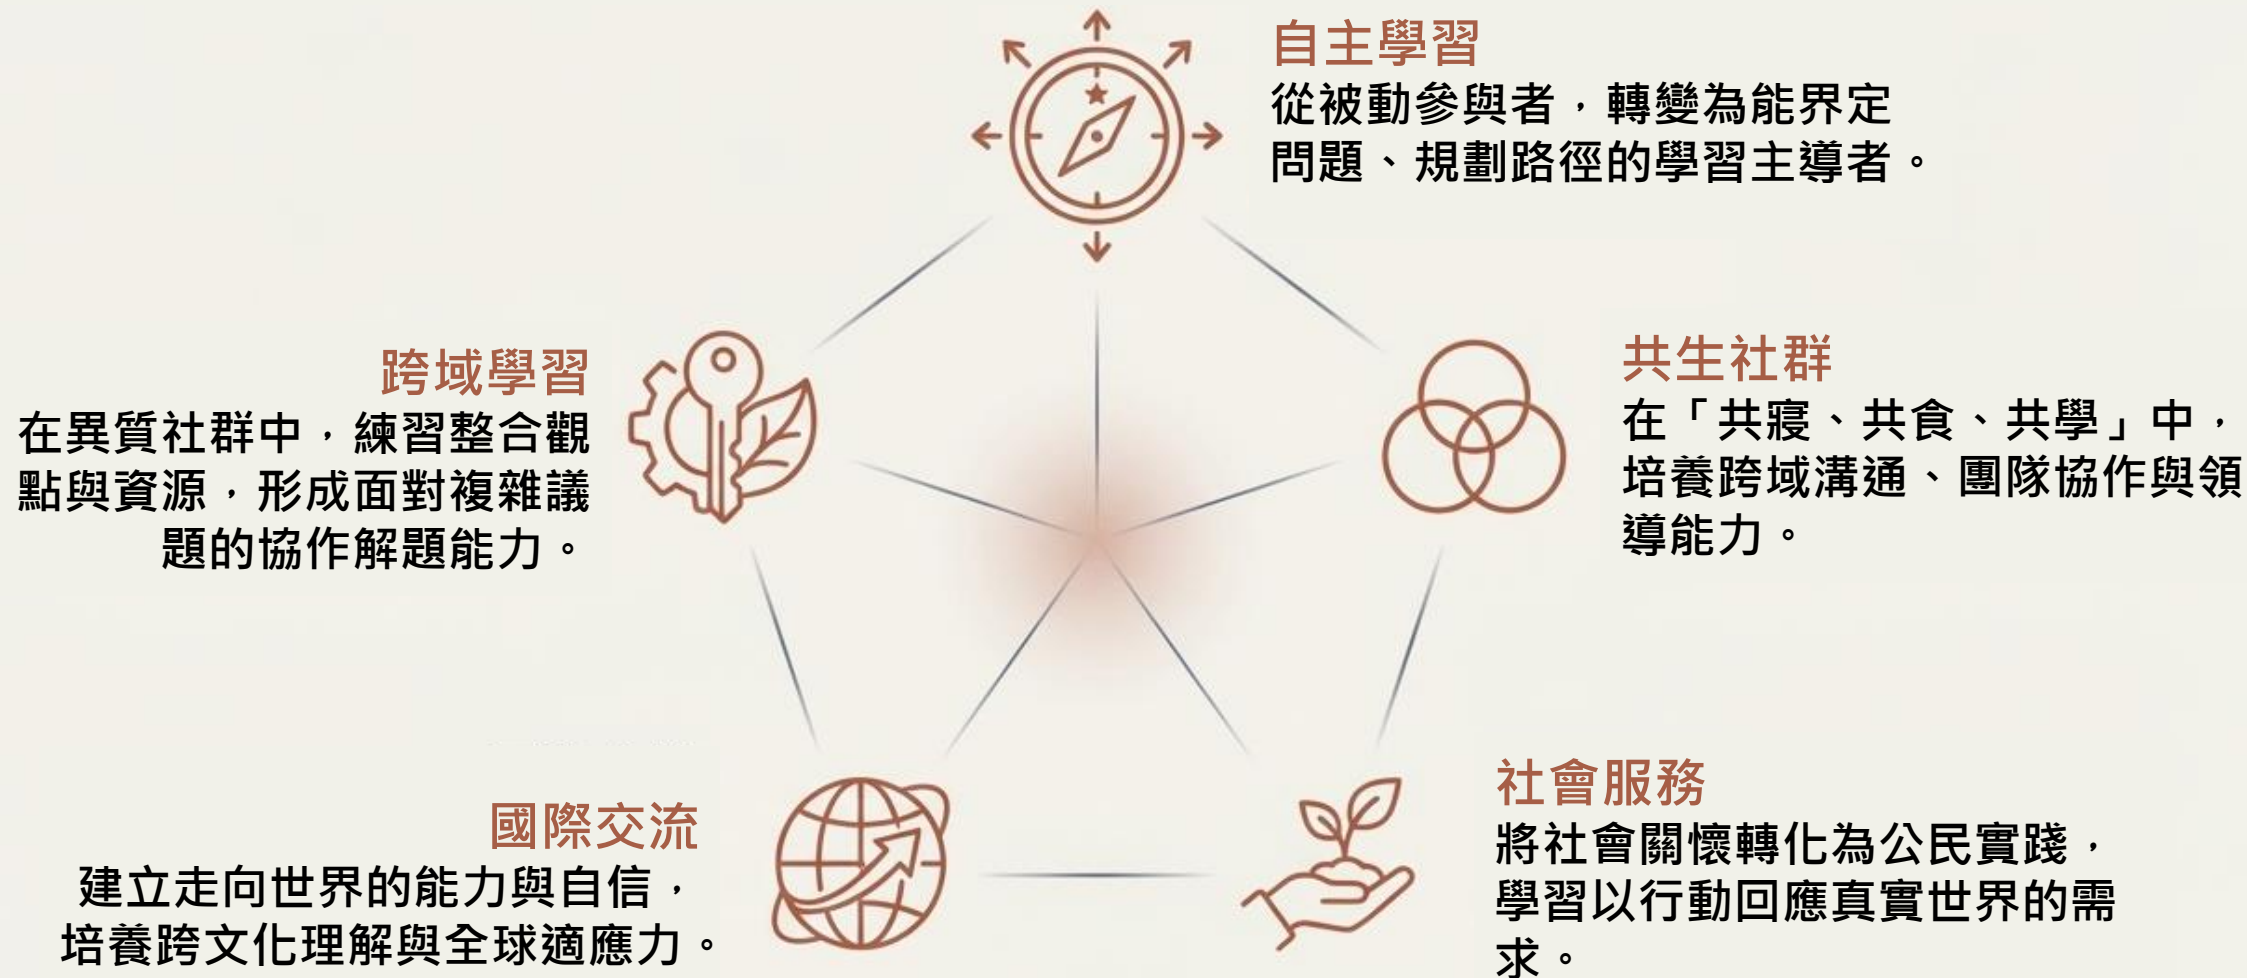 自主學習
從被動參與者，轉變為能界定
問題、規劃路徑的學習主導者。
跨域學習
在異質社群中，練習整合觀
點與資源，形成面對複雜議
題的協作解題能力。
共生社群
在「共寢、共食、共學」中，
培養跨域溝通、團隊協作與領
導能力。
國際交流
建立走向世界的能力與自信，
培養跨文化理解與全球適應力。
社會服務
將社會關懷轉化為公民實踐，
學習以行動回應真實世界的需
求。